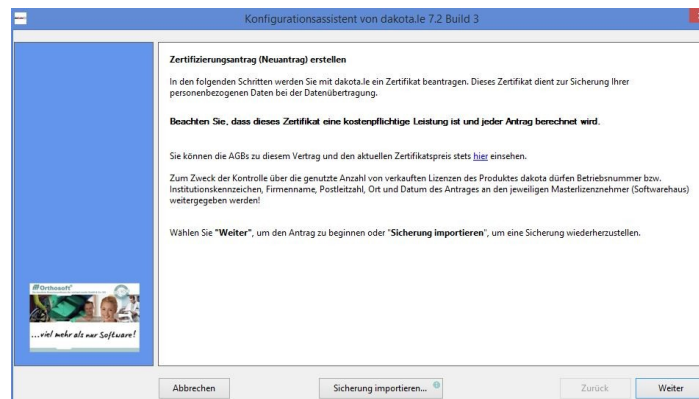 Konfigurationsassistent von dakota.le 7.2 Build 3
Zertifizierungsantrag (Neuantrag) erstellen
In den folgenden Schritten werden Sie mit dakota.le ein Zertifikat beantragen. Dieses Zertifikat dient zur Sicherung Ihrer
personenbezogenen Daten bei der Datenübertragung.
Beachten Sie, dass dieses Zertifikat eine kostenpflichtige Leistung ist und jeder Antrag berechnet wird.
Sie können die AGBs zu diesem Vertrag und den aktuellen Zertifikatspreis stets hier einsehen.
Zum Zweck der Kontrolle über die genutzte Anzahl von verkauften Lizenzen des Produktes dakota dürfen Betriebsnummer bzw.
Institutionskennzeichen, Firmenname, Postleitzahl, Ort und Datum des Antrages an den jeweiligen Masterlizenznehmer (Softwarehaus)
weitergegeben werden!
Wählen Sie "Weiter", um den Antrag zu beginnen oder "Sicherung importieren", um eine Sicherung wiederherzustellen.
Orthosoft
...viel mehr als nur Software!
Abbrechen
Sicherung importieren...
Zurück
Weiter